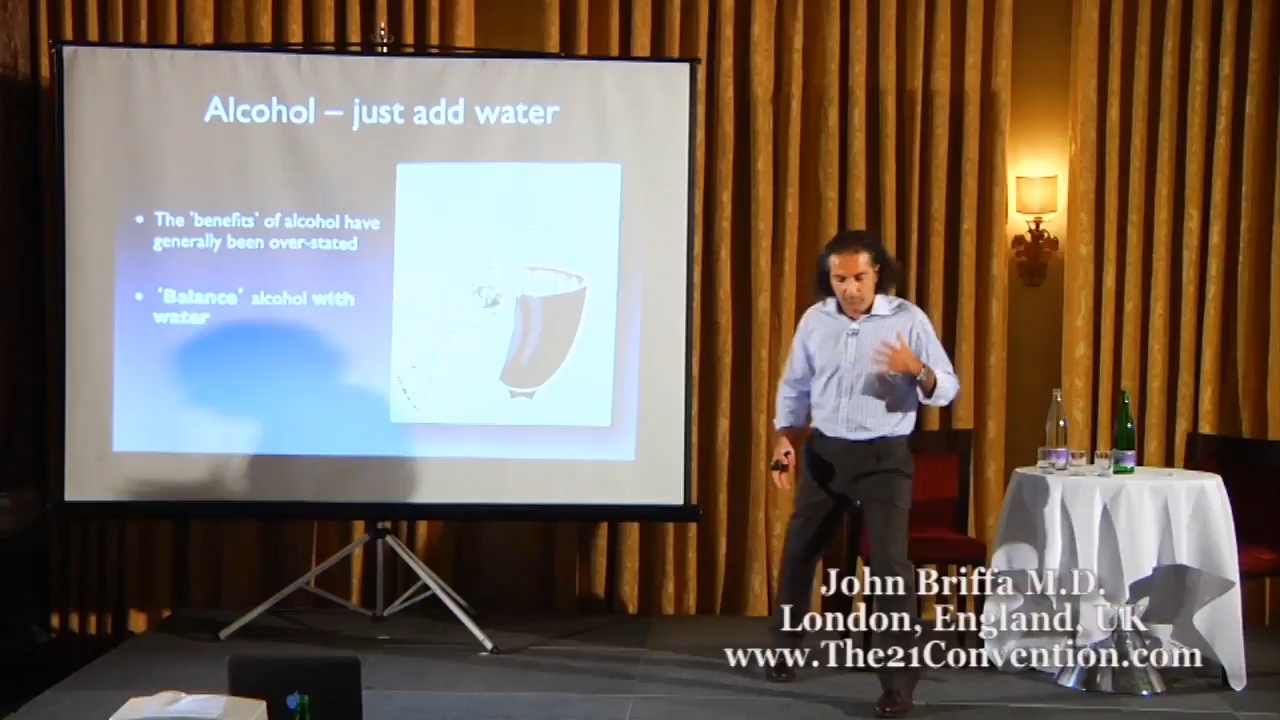 Alcohol – just add water
• The 'benefits' of alcohol have
generally been over-stated
• 'Balance' alcohol with
water
John Briffa M.D.
London, England, UK
www.The21Convention.com